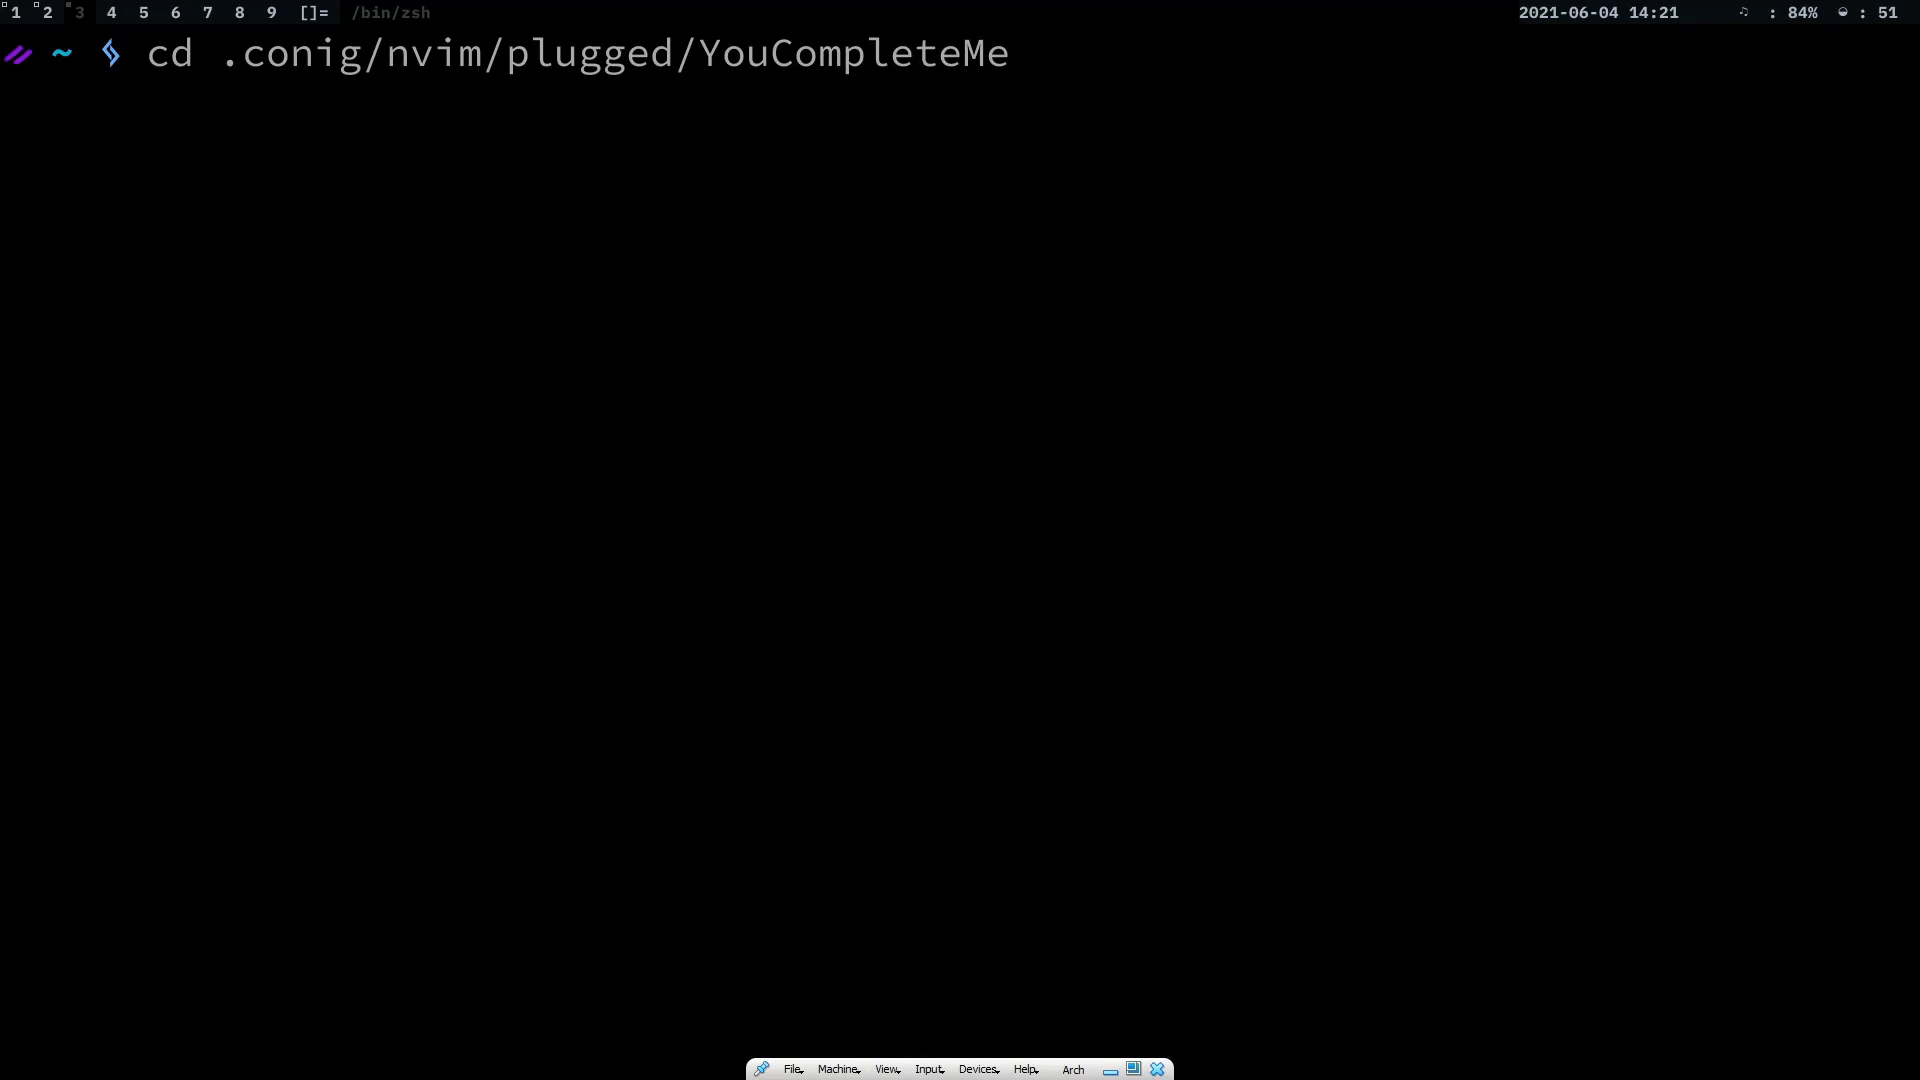 1 2 3 4 5 6 7 8 9 []= /bin/zsh 2021-06-04 14:21 ♫ : 84% ◒ : 51
~ cd .conig/nvim/plugged/YouCompleteMe
File Machine View Input Devices Help Arch